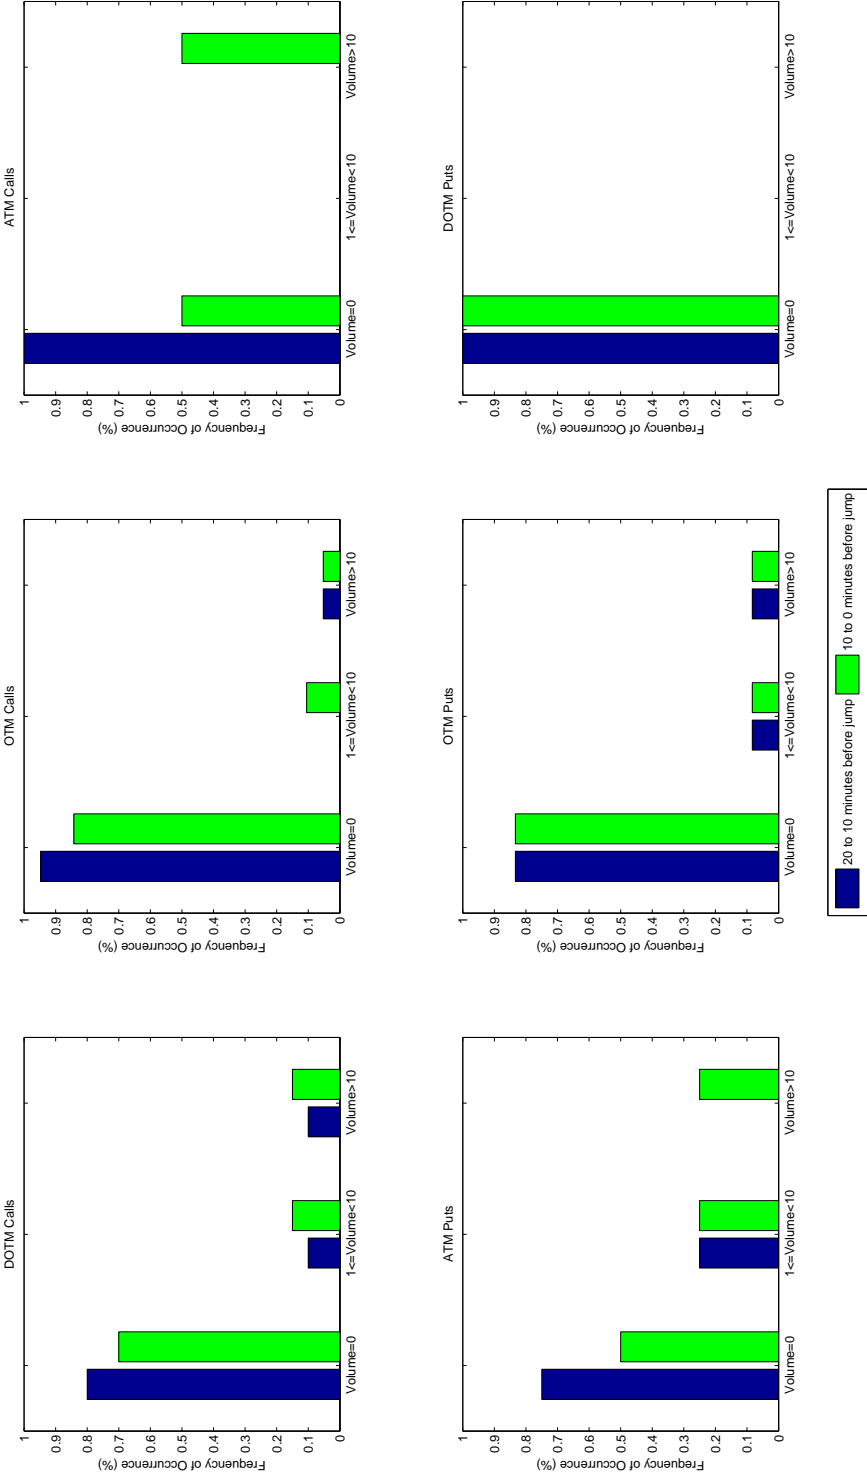 DOTM Calls
Frequency of Occurrence (%)
1
0.9
0.8
0.7
0.6
0.5
0.4
0.3
0.2
0.1
0
Volume=0
1<=Volume<10
Volume>10
OTM Calls
Frequency of Occurrence (%)
1
0.9
0.8
0.7
0.6
0.5
0.4
0.3
0.2
0.1
0
Volume=0
1<=Volume<10
Volume>10
ATM Calls
Frequency of Occurrence (%)
1
0.9
0.8
0.7
0.6
0.5
0.4
0.3
0.2
0.1
0
Volume=0
1<=Volume<10
Volume>10
ATM Puts
Frequency of Occurrence (%)
1
0.9
0.8
0.7
0.6
0.5
0.4
0.3
0.2
0.1
0
Volume=0
1<=Volume<10
Volume>10
OTM Puts
Frequency of Occurrence (%)
1
0.9
0.8
0.7
0.6
0.5
0.4
0.3
0.2
0.1
0
Volume=0
1<=Volume<10
Volume>10
DOTM Puts
Frequency of Occurrence (%)
1
0.9
0.8
0.7
0.6
0.5
0.4
0.3
0.2
0.1
0
Volume=0
1<=Volume<10
Volume>10
20 to 10 minutes before jump
10 to 0 minutes before jump